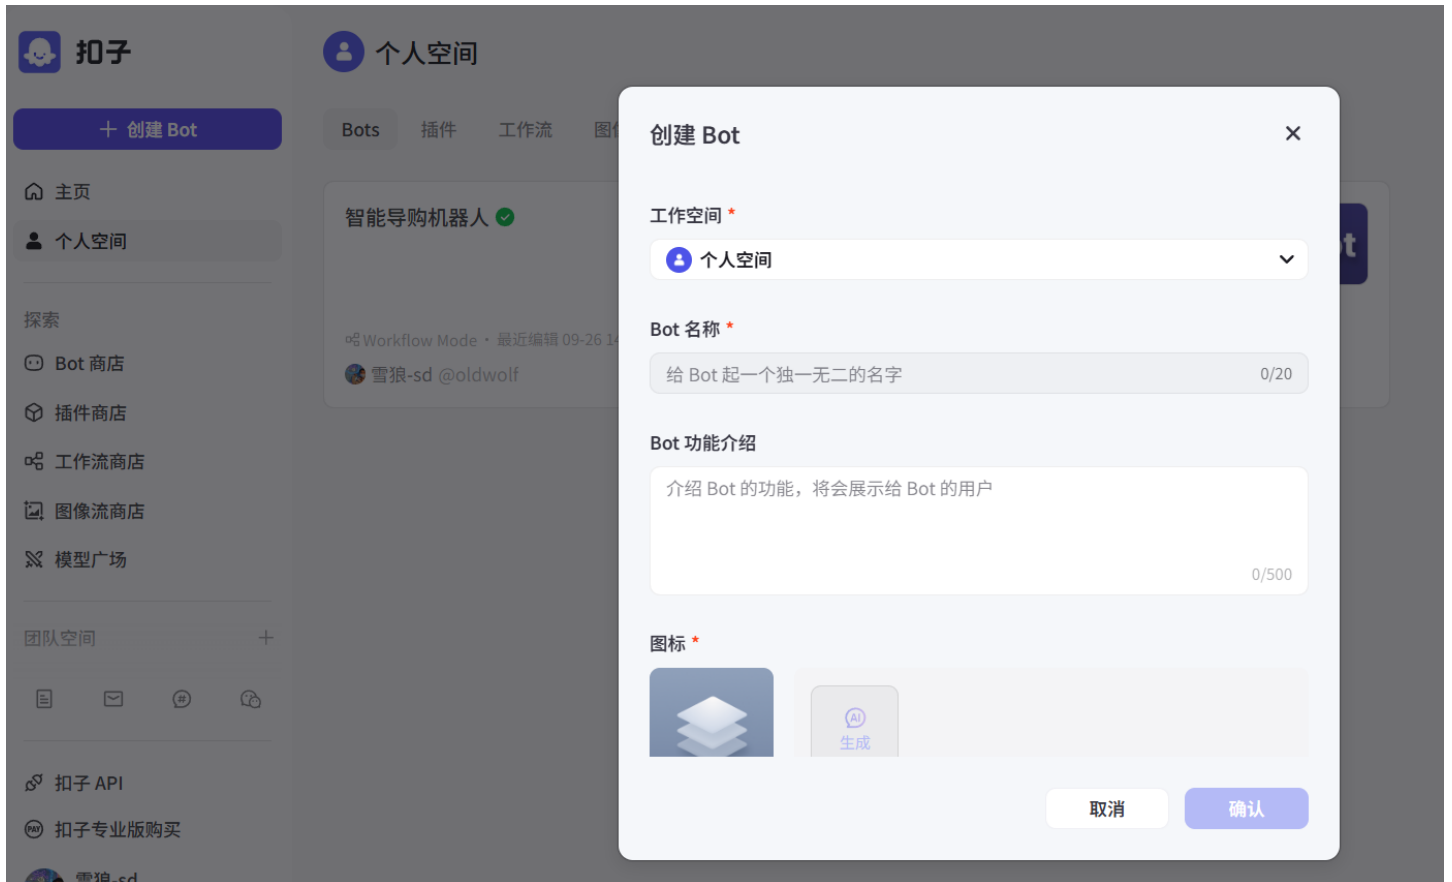 扣子
个人空间
创建 Bot
Bots
插件
工作流
主页
个人空间
探索
Bot 商店
插件商店
工作流商店
图像流商店
模型广场
团队空间
扣子 API
PAY
扣子专业版购买
雪狼-sd
智能导购机器人
Workflow Mode · 最近编辑 09-26 14
雪狼-sd @oldwolf
创建 Bot
工作空间 *
个人空间
Bot 名称 *
给 Bot 起一个独一无二的名字
0/20
Bot 功能介绍
介绍 Bot 的功能，将会展示给 Bot 的用户
0/500
图标 *
AI
生成
取消
确认